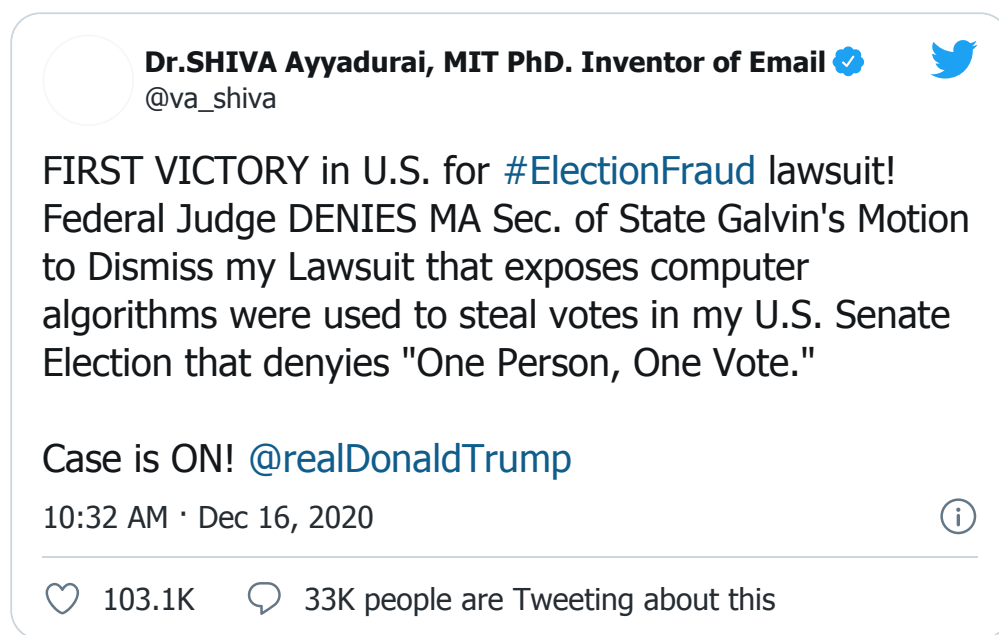 Dr.SHIVA Ayyadurai, MIT PhD. Inventor of Email
@va_shiva
FIRST VICTORY in U.S. for #ElectionFraud lawsuit!
Federal Judge DENIES MA Sec. of State Galvin's Motion
to Dismiss my Lawsuit that exposes computer
algorithms were used to steal votes in my U.S. Senate
Election that denyies "One Person, One Vote."
Case is ON! @realDonaldTrump
10:32 AM · Dec 16, 2020
103.1K 33K people are Tweeting about this